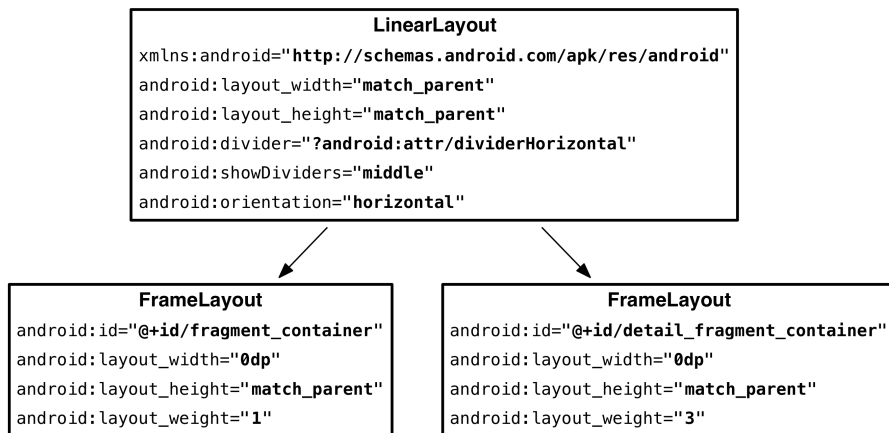 LinearLayout
xmlns:android="http://schemas.android.com/apk/res/android"
android:layout_width="match_parent"
android:layout_height="match_parent"
android:divider="?android:attr/dividerHorizontal"
android:showDividers="middle"
android:orientation="horizontal"
FrameLayout
android:id="@+id/fragment_container"
android:layout_width="0dp"
android:layout_height="match_parent"
android:layout_weight="1"
FrameLayout
android:id="@+id/detail_fragment_container"
android:layout_width="0dp"
android:layout_height="match_parent"
android:layout_weight="3"